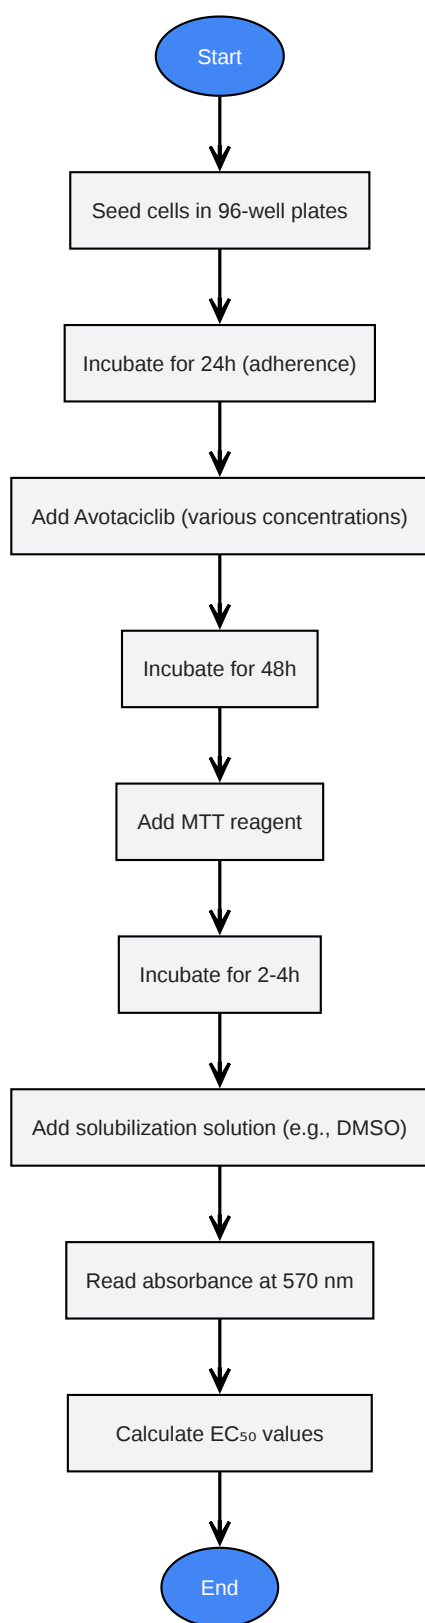 Start
Seed cells in 96-well plates
Incubate for 24h (adherence)
Add Avotaciclib (various concentrations)
Incubate for 48h
Add MTT reagent
Incubate for 2-4h
Add solubilization solution (e.g., DMSO)
Read absorbance at 570 nm
Calculate EC₅₀ values
End